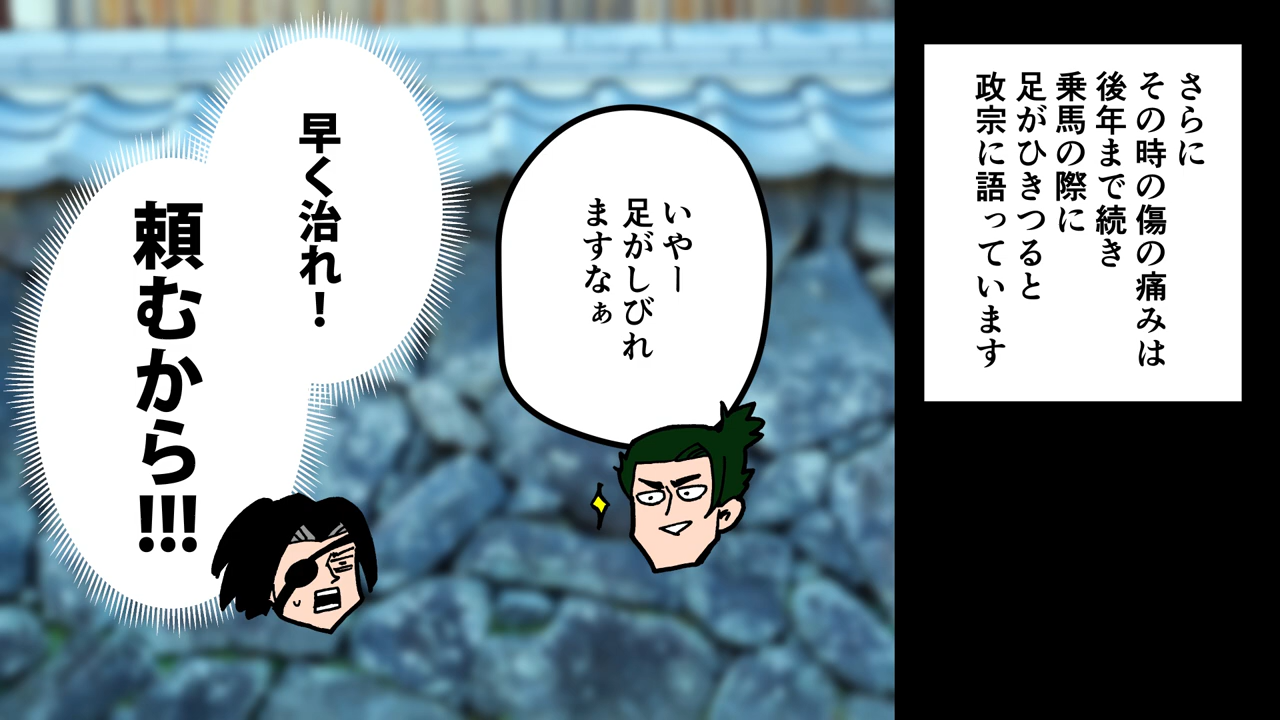 さらに
その時の傷の痛みは
後年まで続き
乗馬の際に
足がひきつると
政宗に語っています
いやー
足がしびれ
ますなぁ
早く治れ！
頼むから!!!